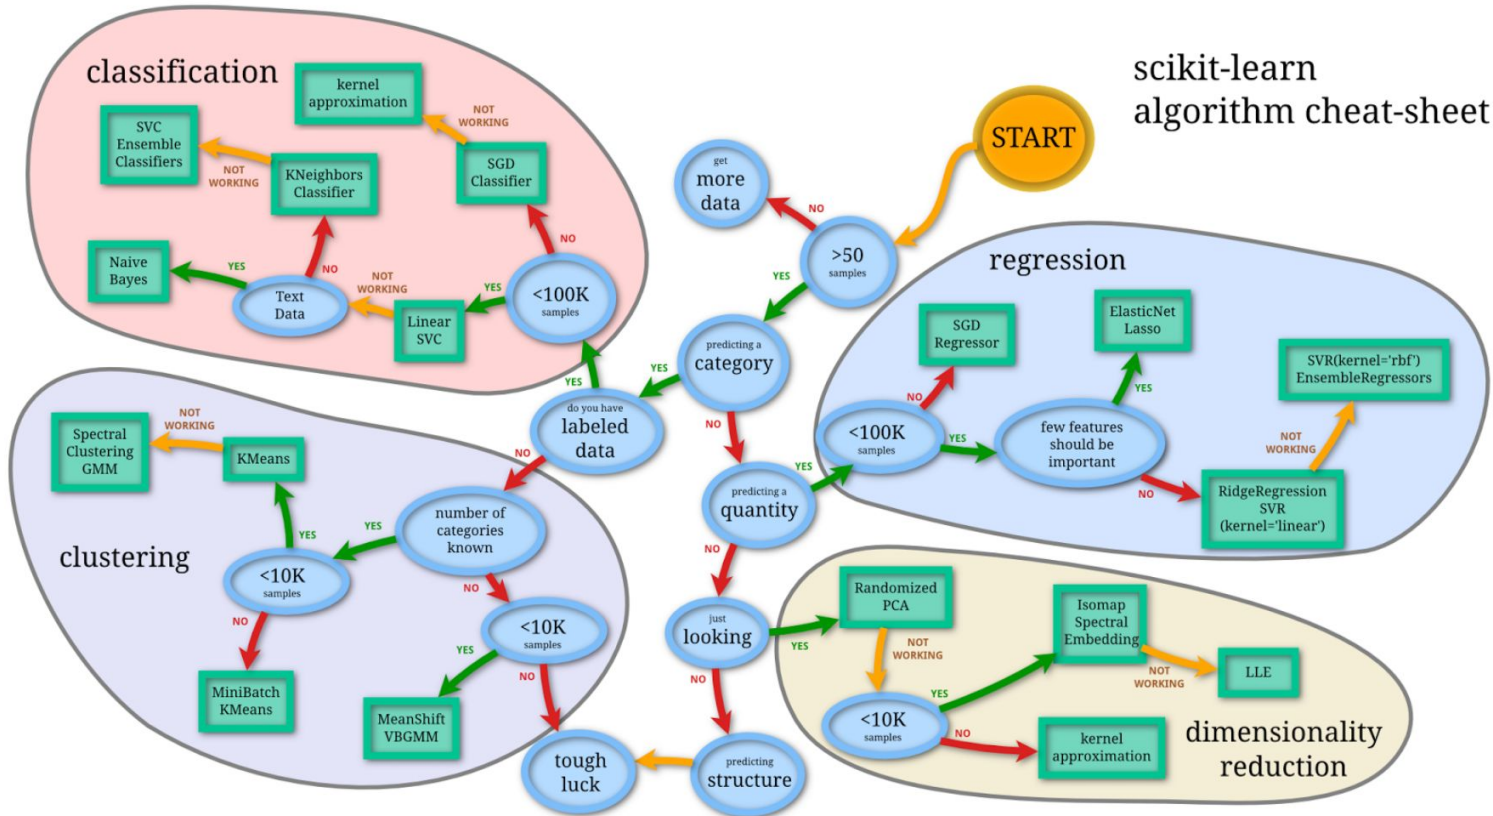 scikit-learn
algorithm cheat-sheet
START
>50
samples
NO
get
more
data
YES
predicting a
category
YES
do you have
labeled
data
YES
NO
NO
classification
<100K
samples
NO
SGD
Classifier
NOT
WORKING
kernel
approximation
YES
Linear
SVC
NOT
WORKING
Text
Data
YES
Naive
Bayes
NO
KNeighbors
Classifier
NOT
WORKING
SVC
Ensemble
Classifiers
clustering
number of
categories
known
YES
<10K
samples
YES
KMeans
NOT
WORKING
Spectral
Clustering
GMM
NO
MiniBatch
KMeans
NO
<10K
samples
YES
MeanShift
VBGMM
NO
tough
luck
predicting a
quantity
YES
NO
regression
<100K
samples
NO
SGD
Regressor
YES
few features
should be
important
YES
ElasticNet
Lasso
NO
RidgeRegression
SVR
(kernel='linear')
NOT
WORKING
SVR(kernel='rbf')
EnsembleRegressors
just
looking
YES
NO
predicting
structure
dimensionality
reduction
Randomized
PCA
NOT
WORKING
<10K
samples
YES
Isomap
Spectral
Embedding
NOT
WORKING
LLE
NO
kernel
approximation